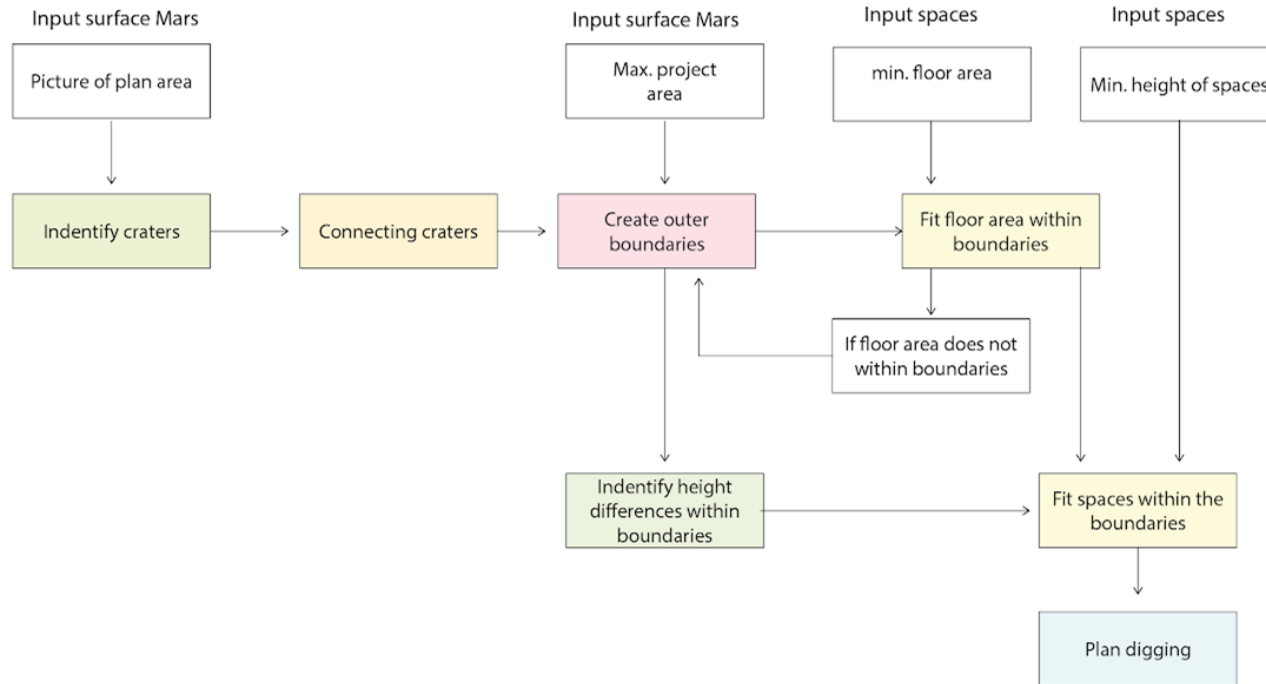 Input surface Mars
Input surface Mars
Input spaces
Input spaces
Picture of plan area
Max. project
area
min. floor area
Min. height of spaces
Indentify craters
Connecting craters
Create outer
boundaries
Fit floor area within
boundaries
If floor area does not
within boundaries
Indentify height
differences within
boundaries
Fit spaces within the
boundaries
Plan digging